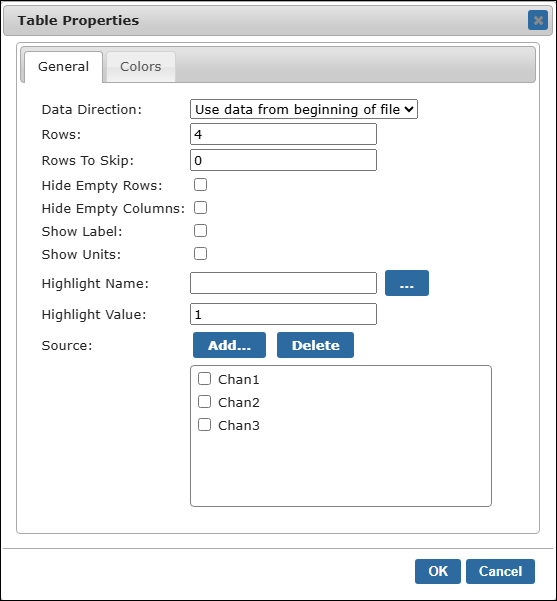 Table Properties
General Colors
Data Direction: Use data from beginning of file
Rows: 4
Rows To Skip: 0
Hide Empty Rows:
Hide Empty Columns:
Show Label:
Show Units:
Highlight Name: ...
Highlight Value: 1
Source: Add... Delete
Chan1
Chan2
Chan3
OK Cancel